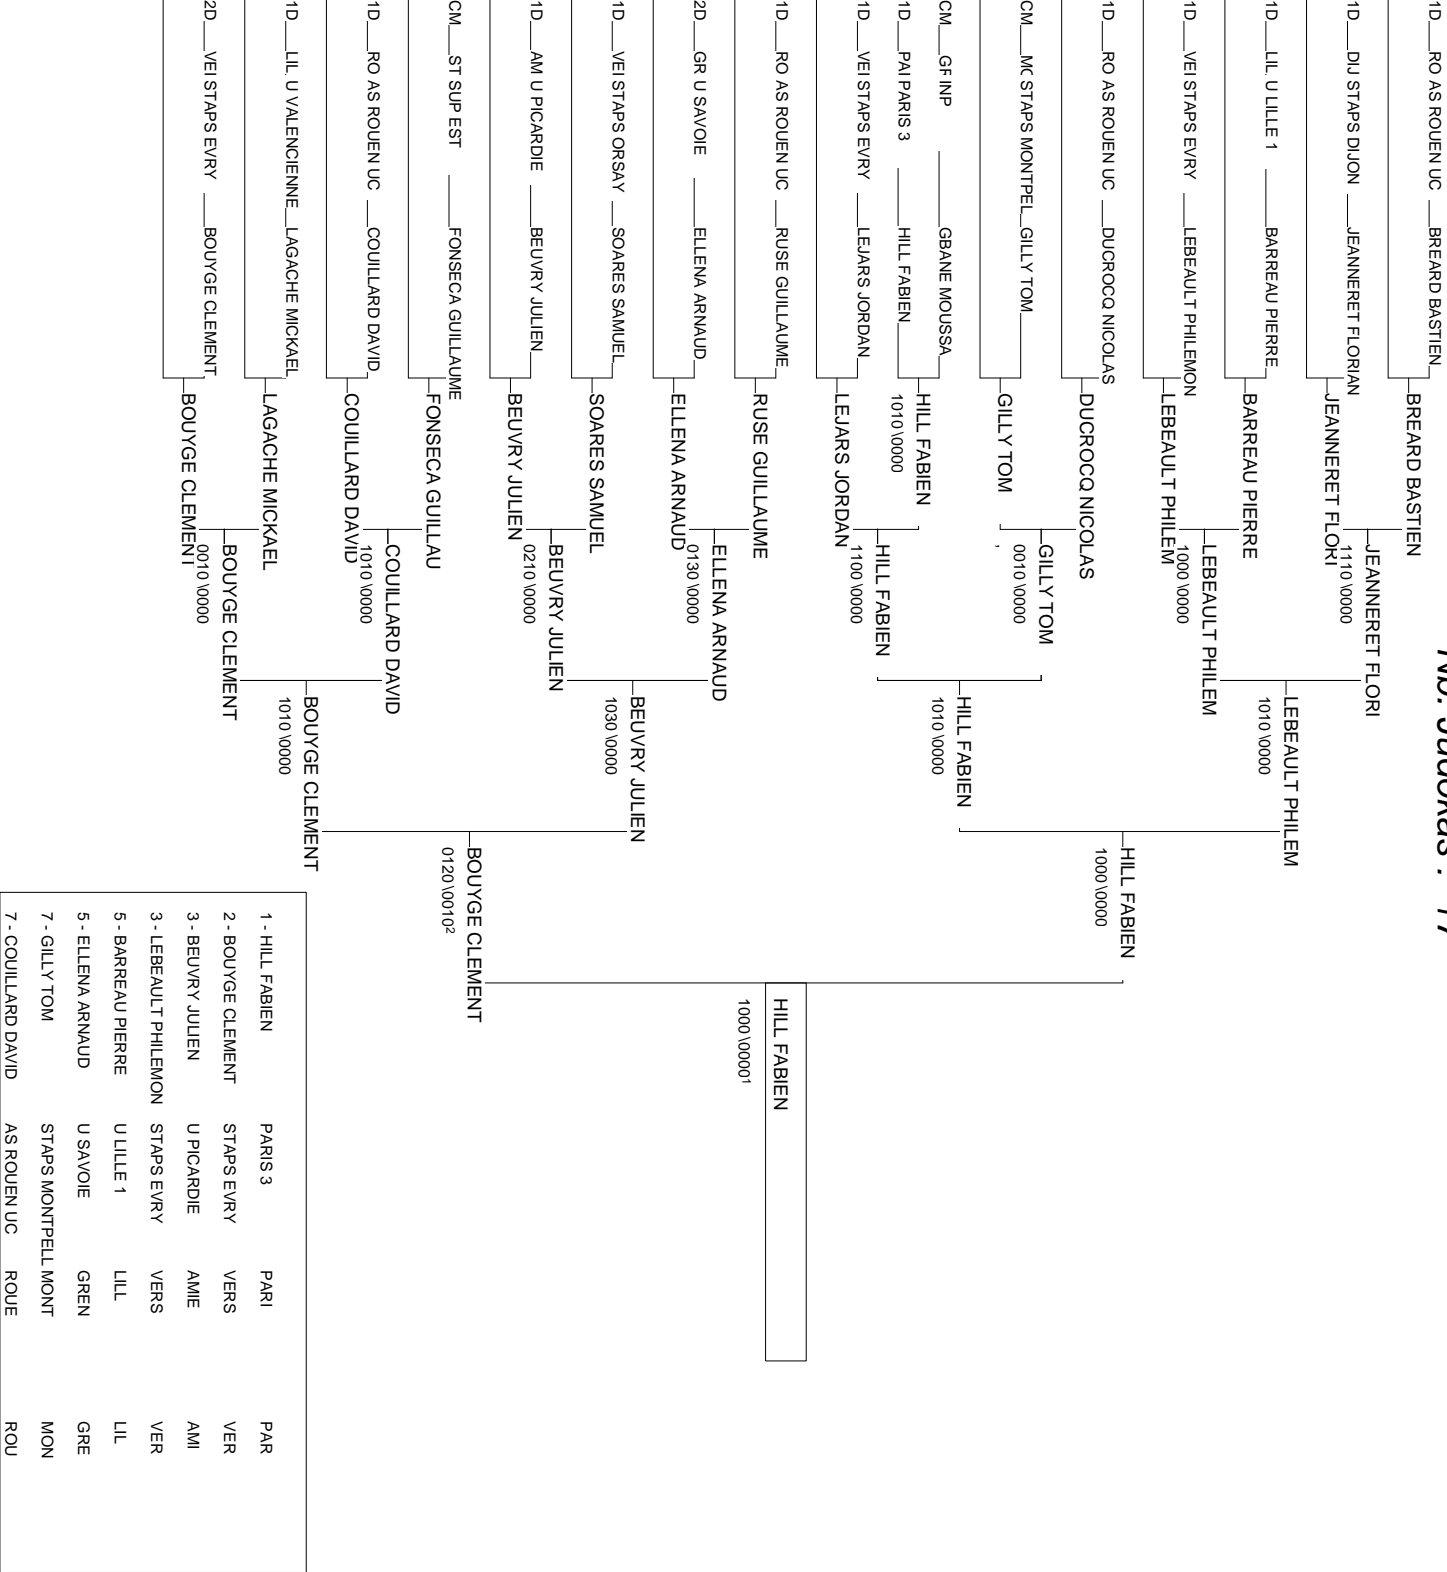 Nb. Judokas : 17
1D RO AS ROUEN UC BREARD BASTIEN
1D DIJ STAPS DIJON JEANNERET FLORIAN
1D LIL. U LILLE 1 BARREAU PIERRE
1D VEI STAPS EVRY LEBEAULT PHILEMON
1D RO AS ROUEN UC DUCROCQ NICOLAS
CM MC STAPS MONTPEL GILLY TOM
CM GF INP GBANE MOUSSA
1D PAI PARIS 3 HILL FABIEN
1D VEI STAPS EVRY LEJARS JORDAN
1D RO AS ROUEN UC RUSE GUILLAUME
2D GR U SAVOIE ELLENA ARNAUD
1D VEI STAPS ORSAY SOARES SAMUEL
1D AM U PICARDIE BEUVRY JULIEN
CM ST SUP EST FONSECA GUILLAUME
1D RO AS ROUEN UC COUILLARD DAVID
1D LIL. U VALENCIENNE LAGACHE MICKAEL
2D VEI STAPS EVRY BOUYGE CLEMENT
BREARD BASTIEN
JEANNERET FLORI
BARREAU PIERRE
LEBEAULT PHILEM
DUCROCQ NICOLAS
GILLY TOM
,
HILL FABIEN
1010 \0000
LEJARS JORDAN
RUSE GUILLAUME
ELLENA ARNAUD
SOARES SAMUEL
BEUVRY JULIEN
FONSECA GUILLAU
COUILLARD DAVID
LAGACHE MICKAEL
BOUYGE CLEMENT
JEANNERET FLORI
1110 \0000
LEBEAULT PHILEM
1000 \0000
GILLY TOM
0010 \0000
HILL FABIEN
1100 \0000
ELLENA ARNAUD
0130 \0000
BEUVRY JULIEN
0210 \0000
COUILLARD DAVID
1010 \0000
BOUYGE CLEMENT
0010 \0000
LEBEAULT PHILEM
1010 \0000
HILL FABIEN
1010 \0000
BEUVRY JULIEN
1030 \0000
BOUYGE CLEMENT
1010 \0000
HILL FABIEN
1000 \0000
BOUYGE CLEMENT
0120 \0010²
HILL FABIEN
1000 \0000¹
1 - HILL FABIEN PARIS 3 PARI PAR
2 - BOUYGE CLEMENT STAPS EVRY VERS VER
3 - BEUVRY JULIEN U PICARDIE AMIE AMI
3 - LEBEAULT PHILEMON STAPS EVRY VERS VER
5 - BARREAU PIERRE U LILLE 1 LILL LIL
5 - ELLENA ARNAUD U SAVOIE GREN GRE
7 - GILLY TOM STAPS MONTPELL MONT MON
7 - COUILLARD DAVID AS ROUEN UC ROUE ROU